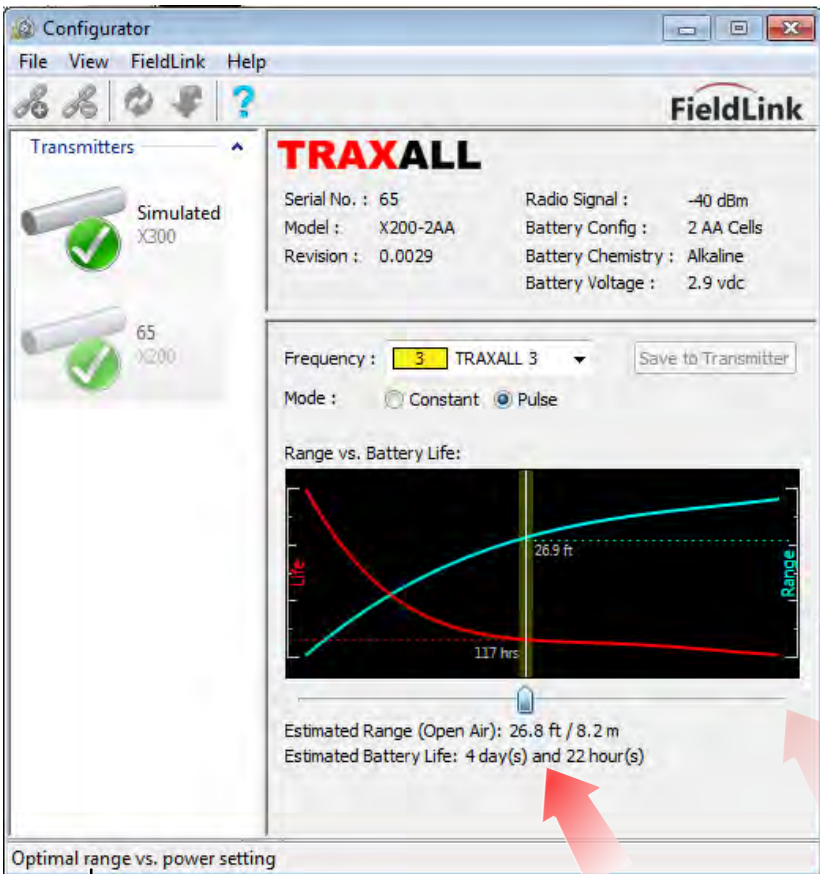 Configurator
File View FieldLink Help
? FieldLink
Transmitters
Simulated
X300
65
X200
TRAXALL
Serial No. : 65 Radio Signal : -40 dBm
Model : X200-2AA Battery Config : 2 AA Cells
Revision : 0.0029 Battery Chemistry : Alkaline
Battery Voltage : 2.9 vdc
Frequency : 3 TRAXALL 3 Save to Transmitter
Mode : Constant Pulse
Range vs. Battery Life:
Life
26.9 ft
117 hrs
Range
Estimated Range (Open Air): 26.8 ft / 8.2 m
Estimated Battery Life: 4 day(s) and 22 hour(s)
Optimal range vs. power setting